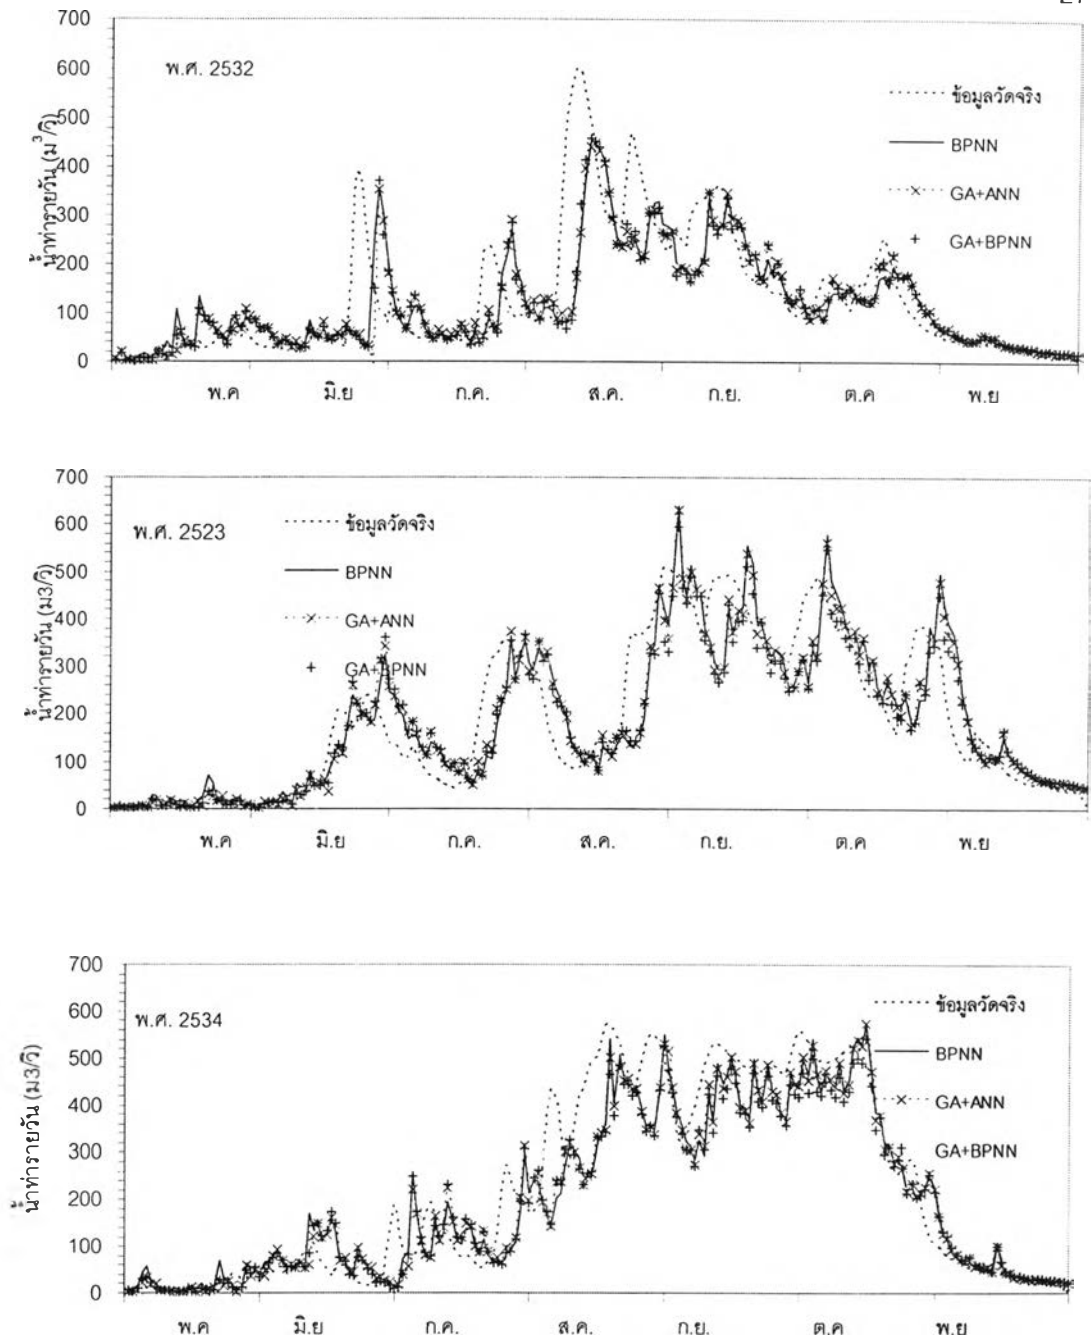 27
700
600
500
400
300
200
100
0
น้ำท่ารายวัน (ม³/วิ)
พ.ศ. 2532
ข้อมูลวัดจริง
BPNN
GA+ANN
GA+BPNN
พ.ค
มิ.ย
ก.ค.
ส.ค.
ก.ย.
ต.ค
พ.ย
700
600
500
400
300
200
100
0
น้ำท่ารายวัน (ม3/วิ)
พ.ศ. 2523
ข้อมูลวัดจริง
BPNN
GA+ANN
GA+BPNN
พ.ค
มิ.ย
ก.ค.
ส.ค.
ก.ย.
ต.ค
พ.ย
700
600
500
400
300
200
100
0
น้ำท่ารายวัน (ม3/วิ)
พ.ศ. 2534
ข้อมูลวัดจริง
BPNN
GA+ANN
GA+BPNN
พ.ค
มิ.ย
ก.ค.
ส.ค.
ก.ย.
ต.ค
พ.ย